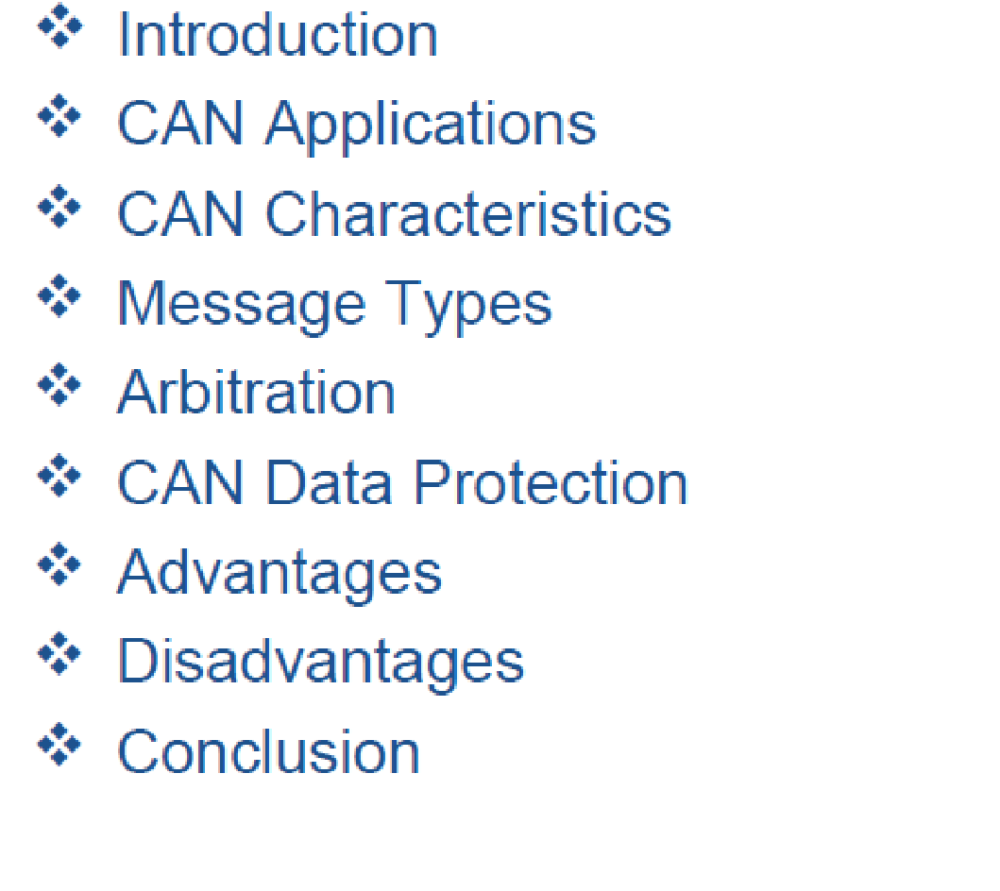 Introduction
CAN Applications
CAN Characteristics
Message Types
Arbitration
CAN Data Protection
Advantages
Disadvantages
Conclusion